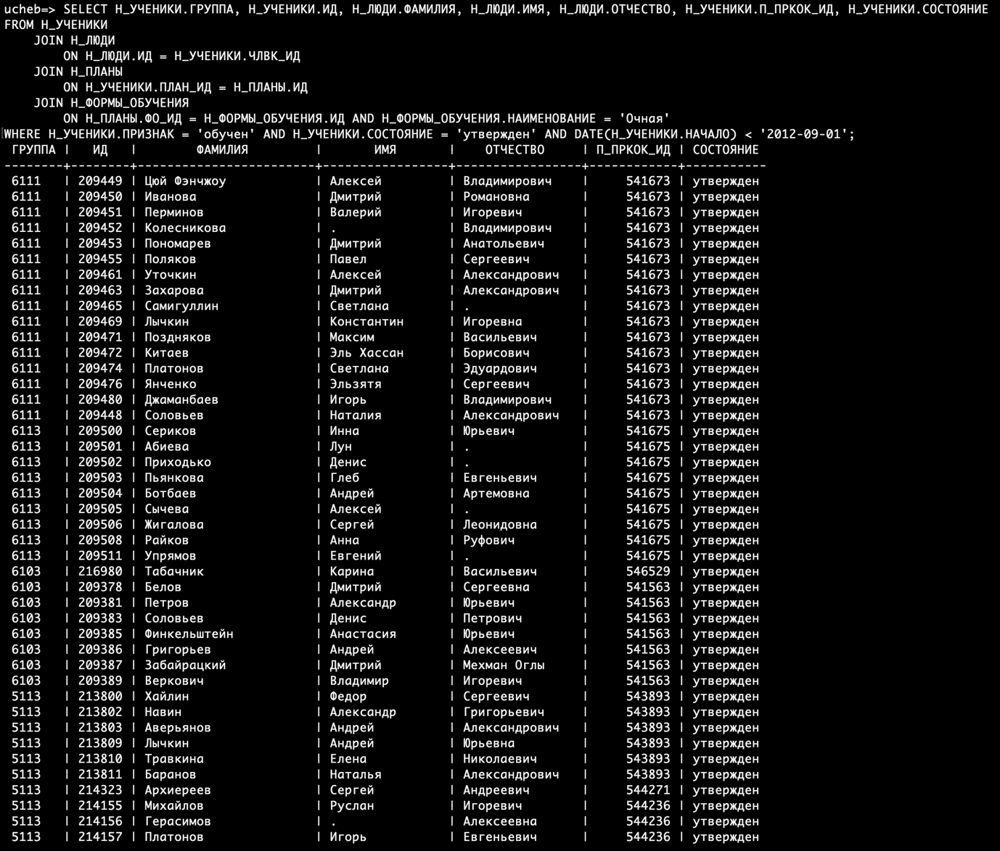 ucheb=> SELECT Н_УЧЕНИКИ.ГРУППА, Н_УЧЕНИКИ.ИД, Н_ЛЮДИ.ФАМИЛИЯ, Н_ЛЮДИ.ИМЯ, Н_ЛЮДИ.ОТЧЕСТВО, Н_УЧЕНИКИ.П_ПРКОК_ИД, Н_УЧЕНИКИ.СОСТОЯНИЕ
FROM Н_УЧЕНИКИ
    JOIN Н_ЛЮДИ
        ON Н_ЛЮДИ.ИД = Н_УЧЕНИКИ.ЧЛВК_ИД
    JOIN Н_ПЛАНЫ
        ON Н_УЧЕНИКИ.ПЛАН_ИД = Н_ПЛАНЫ.ИД
    JOIN Н_ФОРМЫ_ОБУЧЕНИЯ
        ON Н_ПЛАНЫ.ФО_ИД = Н_ФОРМЫ_ОБУЧЕНИЯ.ИД AND Н_ФОРМЫ_ОБУЧЕНИЯ.НАИМЕНОВАНИЕ = 'Очная'
WHERE Н_УЧЕНИКИ.ПРИЗНАК = 'обучен' AND Н_УЧЕНИКИ.СОСТОЯНИЕ = 'утвержден' AND DATE(Н_УЧЕНИКИ.НАЧАЛО) < '2012-09-01';
 ГРУППА |   ИД   |        ФАМИЛИЯ         |       ИМЯ       |    ОТЧЕСТВО     | П_ПРКОК_ИД | СОСТОЯНИЕ
--------+--------+------------------------+-----------------+-----------------+------------+-----------
 6111   | 209449 | Цюй Фэнчжоу            | Алексей         | Владимирович    |     541673 | утвержден
 6111   | 209450 | Иванова                | Дмитрий         | Романовна       |     541673 | утвержден
 6111   | 209451 | Перминов               | Валерий         | Игоревич        |     541673 | утвержден
 6111   | 209452 | Колесникова            | .               | Владимирович    |     541673 | утвержден
 6111   | 209453 | Пономарев              | Дмитрий         | Анатольевич     |     541673 | утвержден
 6111   | 209455 | Поляков                | Павел           | Сергеевич       |     541673 | утвержден
 6111   | 209461 | Уточкин                | Алексей         | Александрович   |     541673 | утвержден
 6111   | 209463 | Захарова               | Дмитрий         | Александрович   |     541673 | утвержден
 6111   | 209465 | Самигуллин             | Светлана        | .               |     541673 | утвержден
 6111   | 209469 | Лычкин                 | Константин      | Игоревна        |     541673 | утвержден
 6111   | 209471 | Поздняков              | Максим          | Васильевич      |     541673 | утвержден
 6111   | 209472 | Китаев                 | Эль Хассан      | Борисович       |     541673 | утвержден
 6111   | 209474 | Платонов               | Светлана        | Эдуардович      |     541673 | утвержден
 6111   | 209476 | Янченко                | Эльзятя         | Сергеевич       |     541673 | утвержден
 6111   | 209480 | Джаманбаев             | Игорь           | Владимирович    |     541673 | утвержден
 6111   | 209448 | Соловьев               | Наталия         | Александрович   |     541673 | утвержден
 6113   | 209500 | Сериков                | Инна            | Юрьевич         |     541675 | утвержден
 6113   | 209501 | Абиева                 | Лун             | .               |     541675 | утвержден
 6113   | 209502 | Приходько              | Денис           | .               |     541675 | утвержден
 6113   | 209503 | Пьянкова               | Глеб            | Евгеньевич      |     541675 | утвержден
 6113   | 209504 | Ботбаев                | Андрей          | Артемовна       |     541675 | утвержден
 6113   | 209505 | Сычева                 | Алексей         | .               |     541675 | утвержден
 6113   | 209506 | Жигалова               | Сергей          | Леонидовна      |     541675 | утвержден
 6113   | 209508 | Райков                 | Анна            | Руфович         |     541675 | утвержден
 6113   | 209511 | Упрямов                | Евгений         | .               |     541675 | утвержден
 6103   | 216980 | Табачник               | Карина          | Васильевич      |     546529 | утвержден
 6103   | 209378 | Белов                  | Дмитрий         | Сергеевна       |     541563 | утвержден
 6103   | 209381 | Петров                 | Александр       | Юрьевич         |     541563 | утвержден
 6103   | 209383 | Соловьев               | Денис           | Петрович        |     541563 | утвержден
 6103   | 209385 | Финкельштейн           | Анастасия       | Юрьевич         |     541563 | утвержден
 6103   | 209386 | Григорьев              | Андрей          | Алексеевич      |     541563 | утвержден
 6103   | 209387 | Забайрацкий            | Дмитрий         | Мехман Оглы     |     541563 | утвержден
 6103   | 209389 | Веркович               | Владимир        | Игоревич        |     541563 | утвержден
 5113   | 213800 | Хайлин                 | Федор           | Сергеевич       |     543893 | утвержден
 5113   | 213802 | Навин                  | Александр       | Григорьевич     |     543893 | утвержден
 5113   | 213803 | Аверьянов              | Андрей          | Александрович   |     543893 | утвержден
 5113   | 213809 | Лычкин                 | Андрей          | Юрьевна         |     543893 | утвержден
 5113   | 213810 | Травкина               | Елена           | Николаевич      |     543893 | утвержден
 5113   | 213811 | Баранов                | Наталья         | Александрович   |     543893 | утвержден
 5113   | 214323 | Архиереев              | Сергей          | Андреевич       |     544271 | утвержден
 5113   | 214155 | Михайлов               | Руслан          | Игоревич        |     544236 | утвержден
 5113   | 214156 | Герасимов              | .               | Алексеевна      |     544236 | утвержден
 5113   | 214157 | Платонов               | Игорь           | Евгеньевич      |     544236 | утвержден